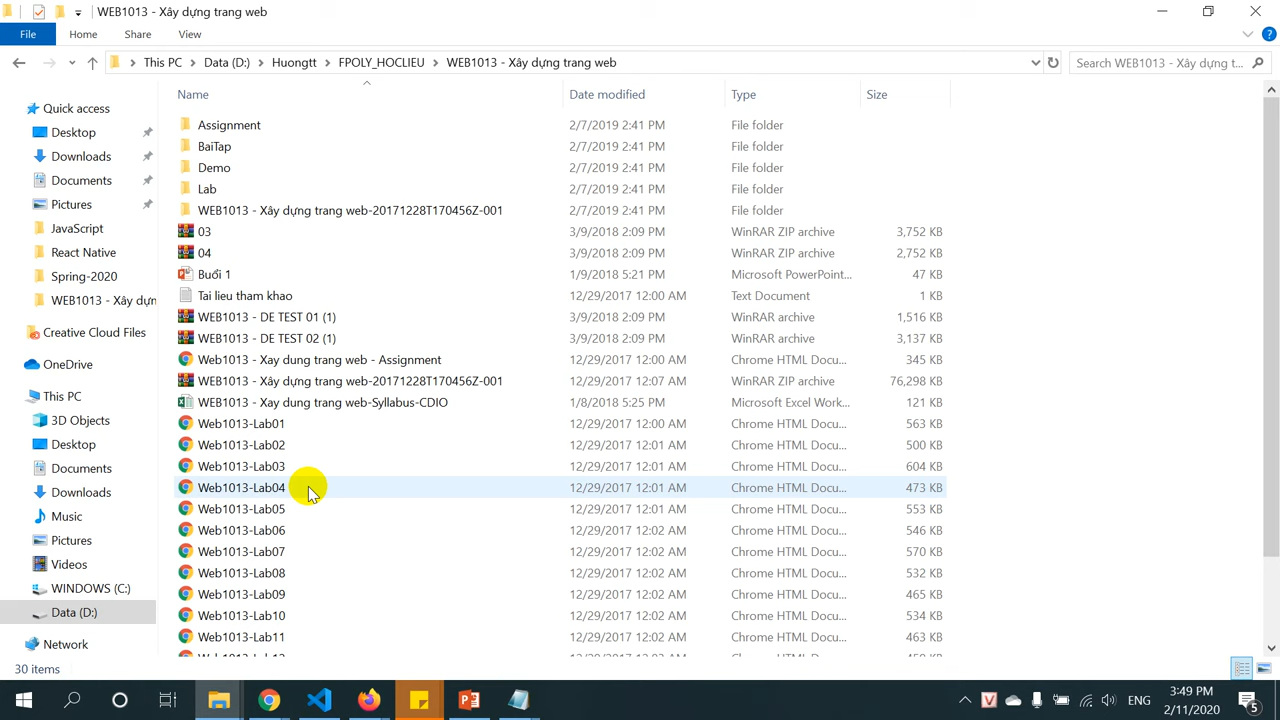 WEB1013 - Xây dựng trang web
File Home Share View
This PC Data (D:) Huongtt FPOLY_HOCLIEU WEB1013 - Xây dựng trang web
Search WEB1013 - Xây dựng t...
Name Date modified Type Size
Quick access
Desktop
Downloads
Documents
Pictures
JavaScript
React Native
Spring-2020
WEB1013 - Xây dựn
Creative Cloud Files
OneDrive
This PC
3D Objects
Desktop
Documents
Downloads
Music
Pictures
Videos
WINDOWS (C:)
Data (D:)
Network
Assignment 2/7/2019 2:41 PM File folder
BaiTap 2/7/2019 2:41 PM File folder
Demo 2/7/2019 2:41 PM File folder
Lab 2/7/2019 2:41 PM File folder
WEB1013 - Xây dựng trang web-20171228T170456Z-001 2/7/2019 2:41 PM File folder
03 3/9/2018 2:09 PM WinRAR ZIP archive 3,752 KB
04 3/9/2018 2:09 PM WinRAR ZIP archive 2,752 KB
Buổi 1 1/9/2018 5:21 PM Microsoft PowerPoint... 47 KB
Tai lieu tham khao 12/29/2017 12:00 AM Text Document 1 KB
WEB1013 - DE TEST 01 (1) 3/9/2018 2:09 PM WinRAR archive 1,516 KB
WEB1013 - DE TEST 02 (1) 3/9/2018 2:09 PM WinRAR archive 3,137 KB
Web1013 - Xay dung trang web - Assignment 12/29/2017 12:00 AM Chrome HTML Docu... 345 KB
WEB1013 - Xây dựng trang web-20171228T170456Z-001 12/29/2017 12:07 AM WinRAR ZIP archive 76,298 KB
WEB1013 - Xay dung trang web-Syllabus-CDIO 1/8/2018 5:25 PM Microsoft Excel Work... 121 KB
Web1013-Lab01 12/29/2017 12:00 AM Chrome HTML Docu... 563 KB
Web1013-Lab02 12/29/2017 12:01 AM Chrome HTML Docu... 500 KB
Web1013-Lab03 12/29/2017 12:01 AM Chrome HTML Docu... 604 KB
Web1013-Lab04 12/29/2017 12:01 AM Chrome HTML Docu... 473 KB
Web1013-Lab05 12/29/2017 12:01 AM Chrome HTML Docu... 553 KB
Web1013-Lab06 12/29/2017 12:02 AM Chrome HTML Docu... 546 KB
Web1013-Lab07 12/29/2017 12:02 AM Chrome HTML Docu... 570 KB
Web1013-Lab08 12/29/2017 12:02 AM Chrome HTML Docu... 532 KB
Web1013-Lab09 12/29/2017 12:02 AM Chrome HTML Docu... 465 KB
Web1013-Lab10 12/29/2017 12:02 AM Chrome HTML Docu... 534 KB
Web1013-Lab11 12/29/2017 12:02 AM Chrome HTML Docu... 463 KB
30 items
ENG
3:49 PM
2/11/2020
5